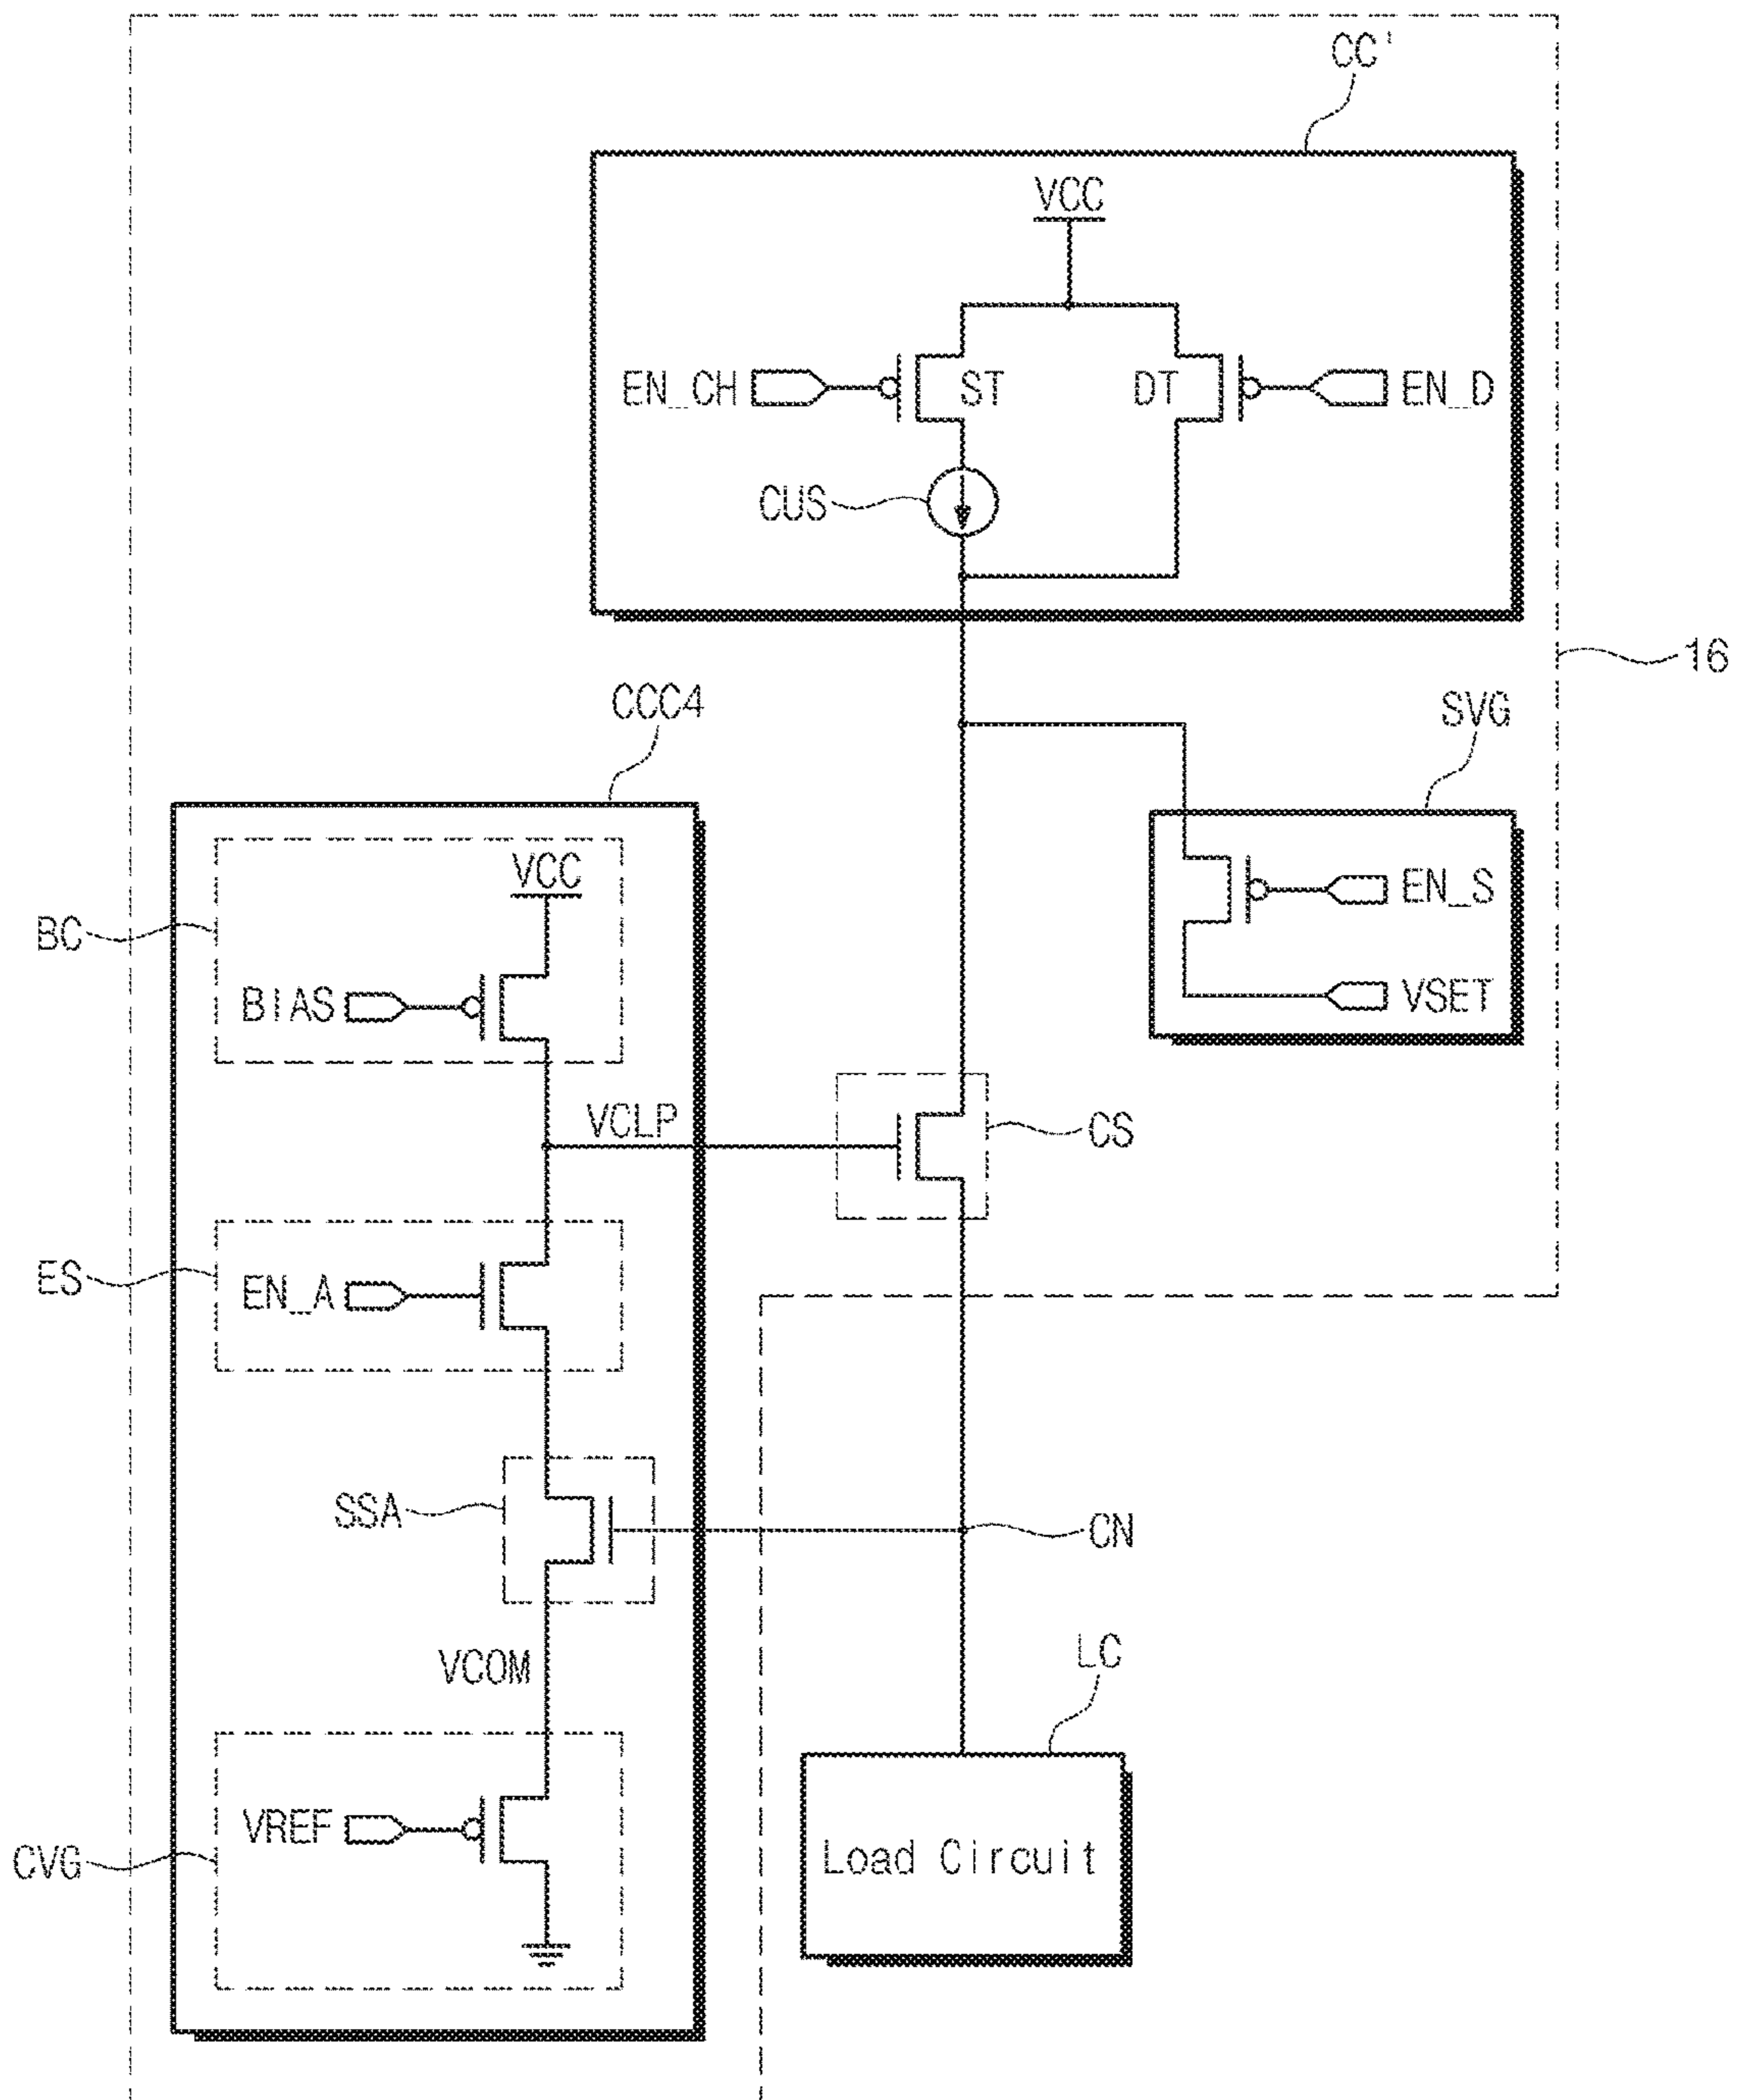 CC'
VCC
EN_CH
ST
DT
EN_D
CUS
16
CCC4
SVG
VCC
BC
EN_S
BIAS
VSET
VCLP
CS
ES
EN_A
SSA
CN
VCOM
LC
VREF
CVG
Load Circuit